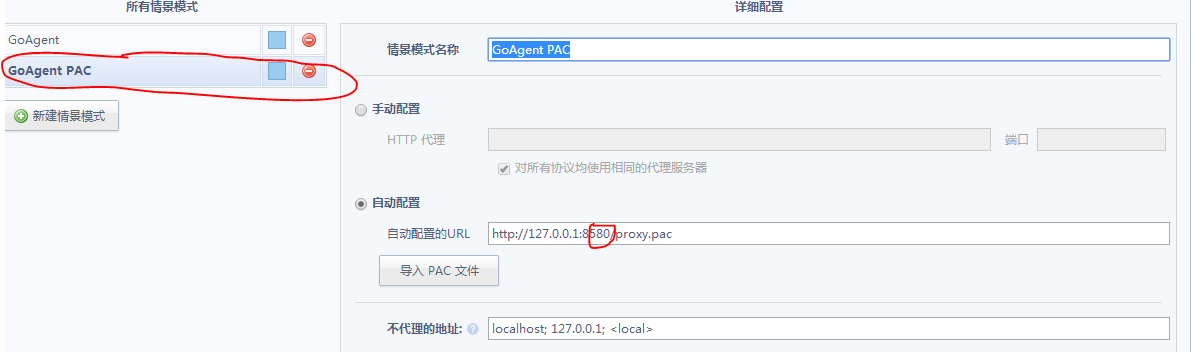 所有情景模式
详细配置
GoAgent
GoAgent PAC
新建情景模式
情景模式名称
GoAgent PAC
手动配置
HTTP 代理
端口
对所有协议均使用相同的代理服务器
自动配置
自动配置的URL
http://127.0.0.1:8580/proxy.pac
导入 PAC 文件
不代理的地址:
localhost; 127.0.0.1; <local>